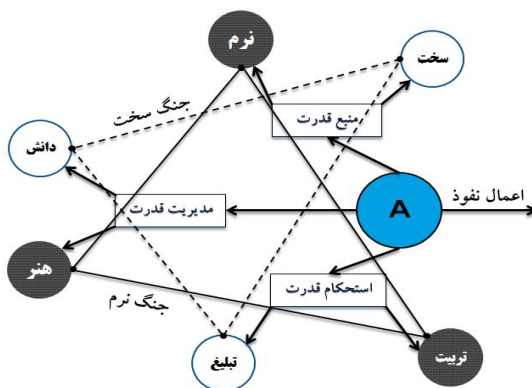 نرم
سخت
جنگ سخت
منبع قدرت
دانش
مدیریت قدرت
A
اعمال نفوذ
هنر
جنگ نرم
استحکام قدرت
تبلیغ
تربیت